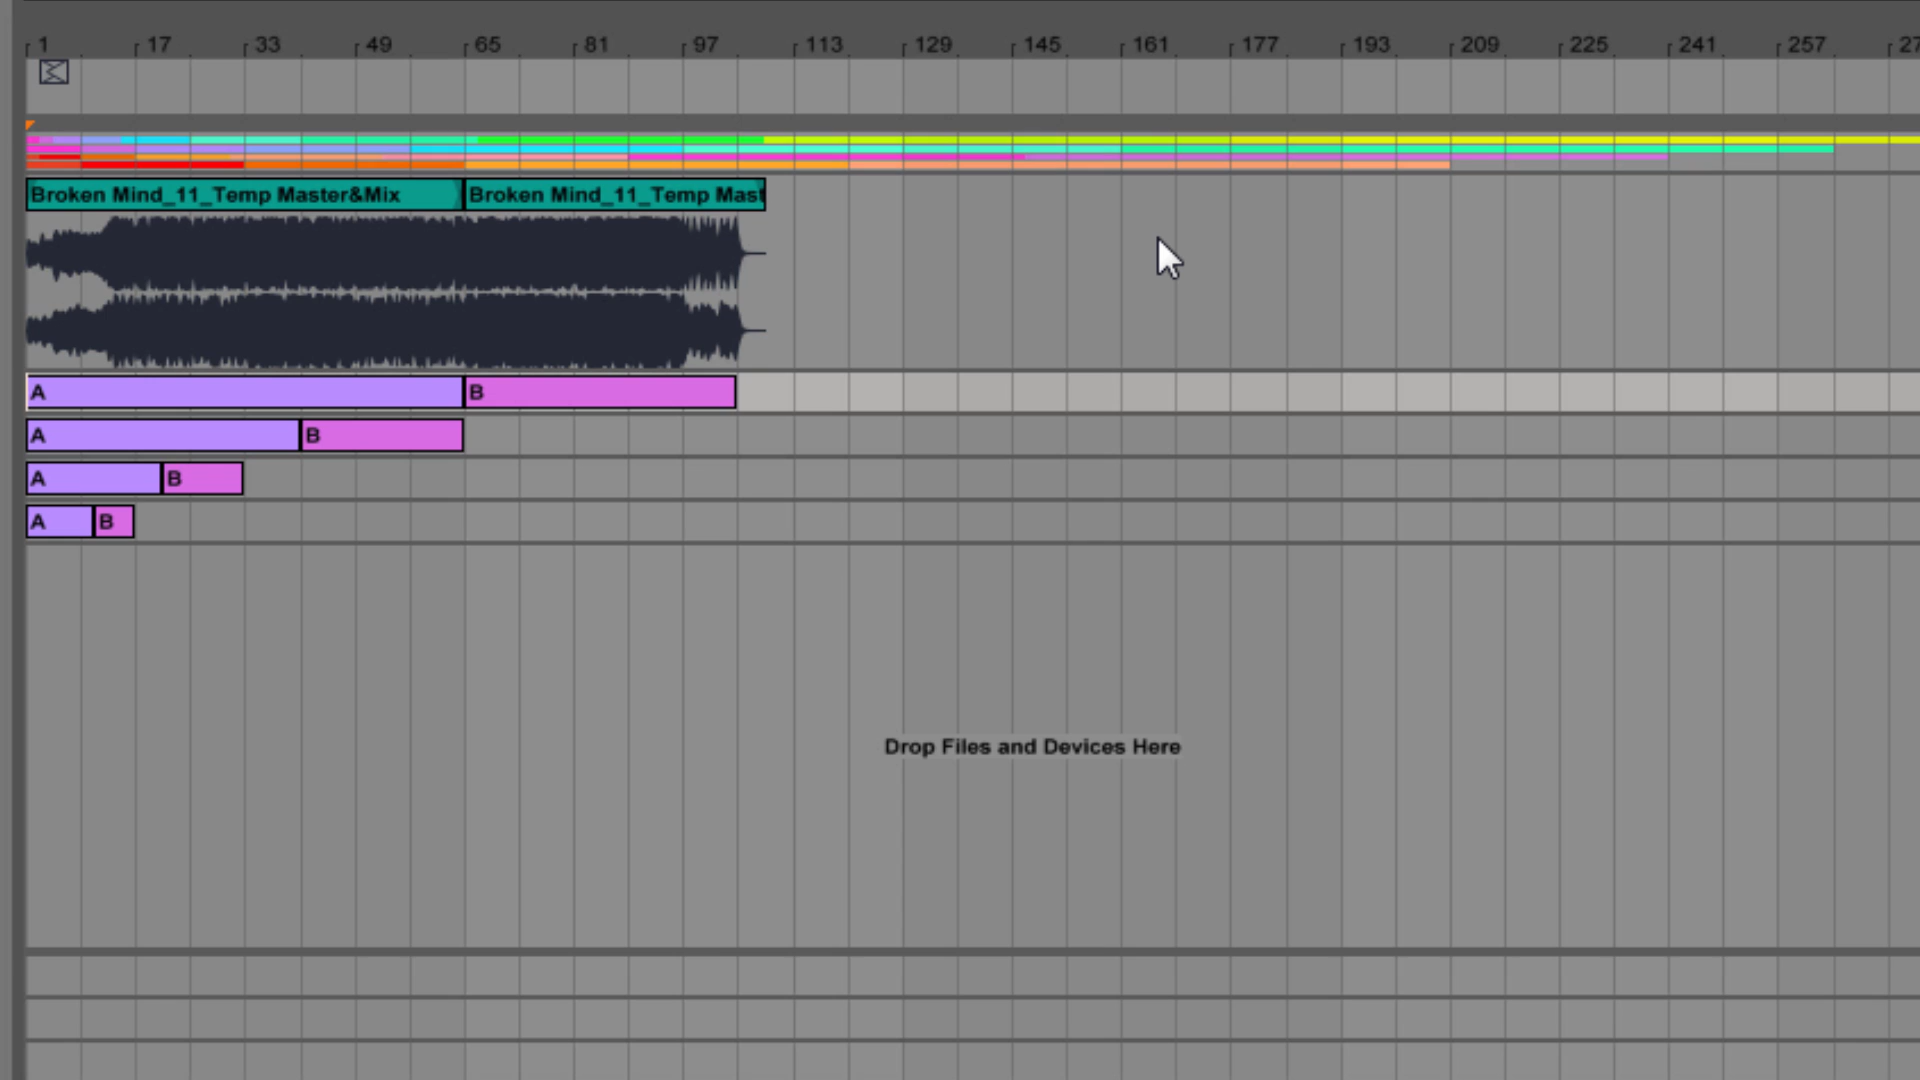 1 17 33 49 65 81 97 113 129 145 161 177 193 209 225 241 257
Broken Mind_11_Temp Master&Mix Broken Mind_11_Temp Mast
A B
A B
A B
A B
Drop Files and Devices Here